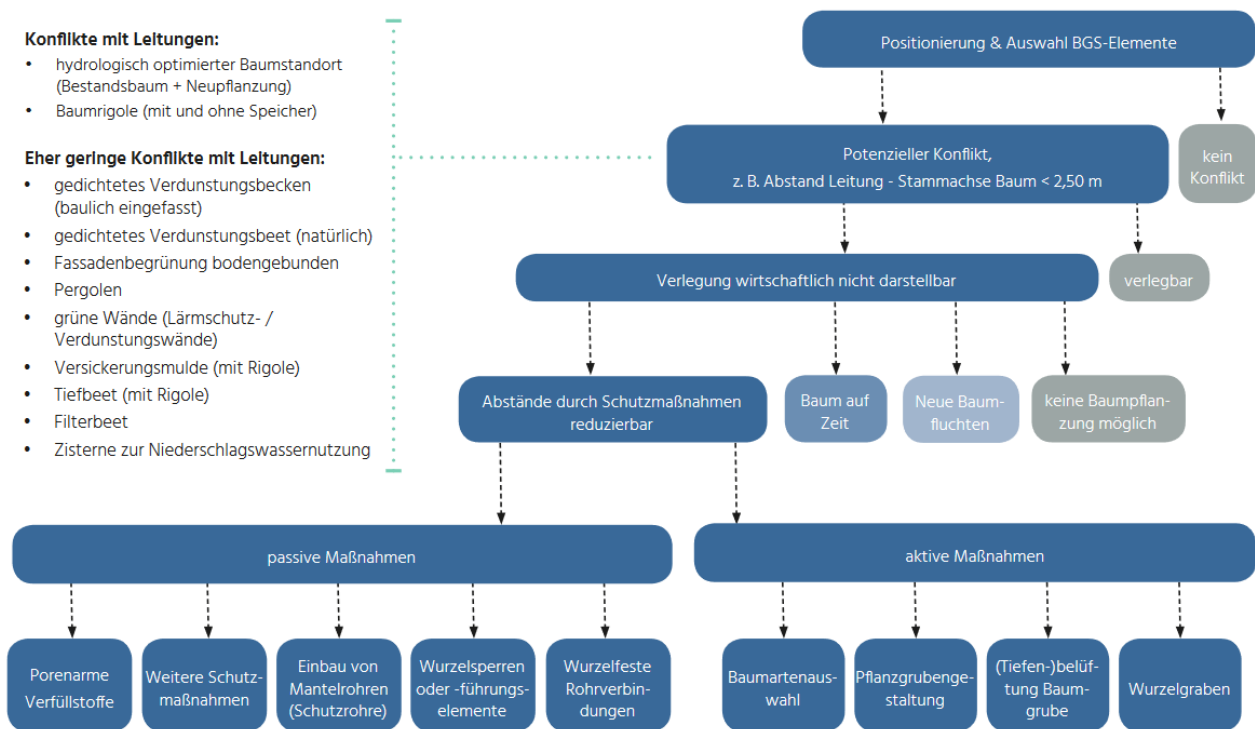 Konflikte mit Leitungen:
• hydrologisch optimierter Baumstandort
(Bestandsbaum + Neupflanzung)
• Baumrigole (mit und ohne Speicher)
Eher geringe Konflikte mit Leitungen:
• gedichtetes Verdunstungsbecken
(baulich eingefasst)
• gedichtetes Verdunstungsbeet (natürlich)
• Fassadenbegrünung bodengebunden
• Pergolen
• grüne Wände (Lärmschutz- /
Verdunstungswände)
• Versickerungsmulde (mit Rigole)
• Tiefbeet (mit Rigole)
• Filterbeet
• Zisterne zur Niederschlagswassernutzung
Positionierung & Auswahl BGS-Elemente
Potenzieller Konflikt,
z. B. Abstand Leitung - Stammachse Baum < 2,50 m
kein
Konflikt
Verlegung wirtschaftlich nicht darstellbar
verlegbar
Abstände durch Schutzmaßnahmen
reduzierbar
Baum auf
Zeit
Neue Baum-
fluchten
keine Baumpflan-
zung möglich
passive Maßnahmen
aktive Maßnahmen
Porenarme
Verfüllstoffe
Weitere Schutz-
maßnahmen
Einbau von
Mantelrohren
(Schutzrohre)
Wurzelsperren
oder -führungs-
elemente
Wurzelfeste
Rohrverbin-
dungen
Baumartenaus-
wahl
Pflanzgrubenge-
staltung
(Tiefen-)belüf-
tung Baum-
grube
Wurzelgraben